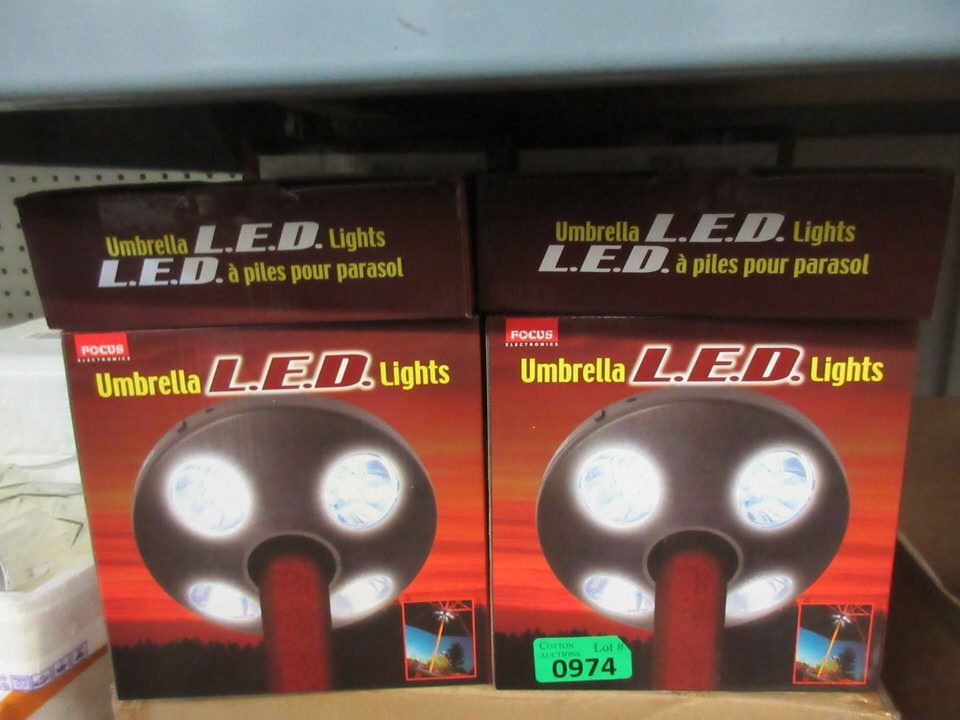 Umbrella L.E.D. Lights
L.E.D. à piles pour parasol
Umbrella L.E.D. Lights
L.E.D. à piles pour parasol
FOCUS
ELECTRONICS
Umbrella L.E.D. Lights
FOCUS
ELECTRONICS
Umbrella L.E.D. Lights
COTTON
AUCTIONS
Lot #
0974